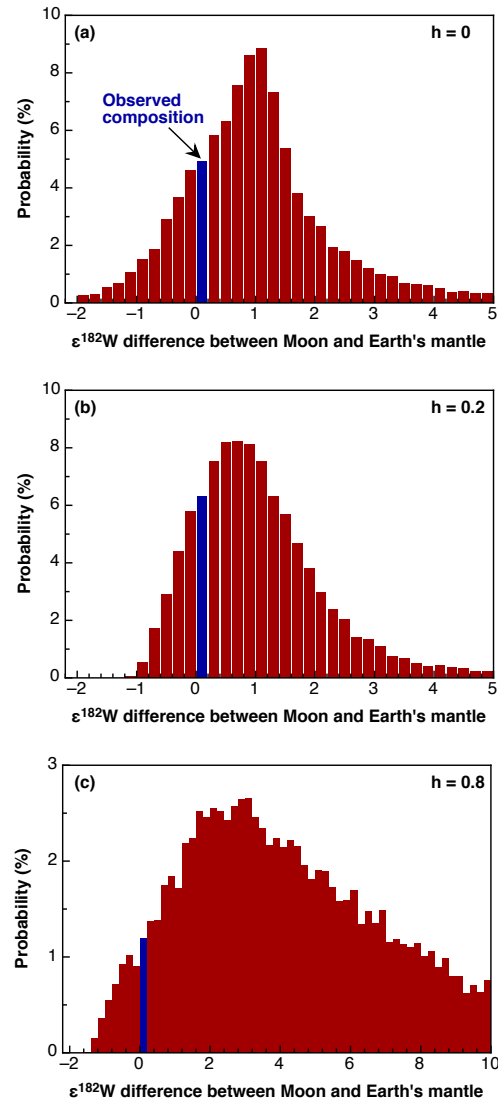 (a)
h = 0
Observed
composition
Probability (%)
10
8
6
4
2
0
−2 −1 0 1 2 3 4 5
ε¹⁸²W difference between Moon and Earth's mantle
(b)
h = 0.2
Probability (%)
10
8
6
4
2
0
−2 −1 0 1 2 3 4 5
ε¹⁸²W difference between Moon and Earth's mantle
(c)
h = 0.8
Probability (%)
3
2
1
0
−2 0 2 4 6 8 10
ε¹⁸²W difference between Moon and Earth's mantle